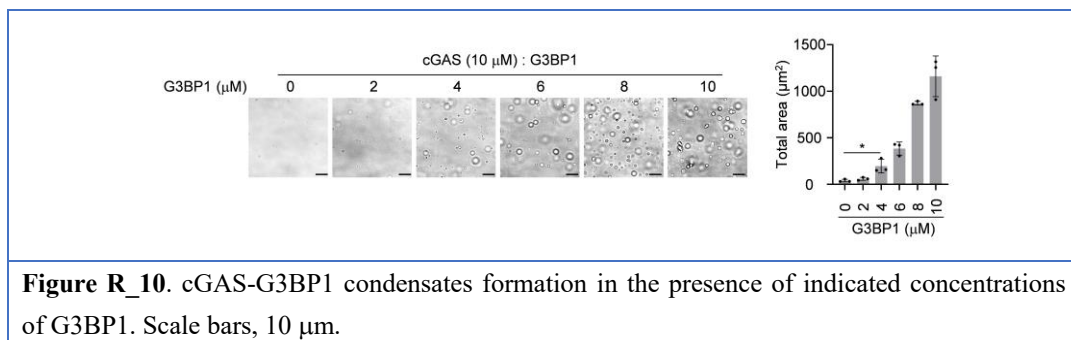 cGAS (10 μM) : G3BP1
G3BP1 (μM) 0 2 4 6 8 10
Total area (μm²)
1500
1000
500
0
*
0 2 4 6 8 10
G3BP1 (μM)
Figure R_10. cGAS-G3BP1 condensates formation in the presence of indicated concentrations
of G3BP1. Scale bars, 10 μm.